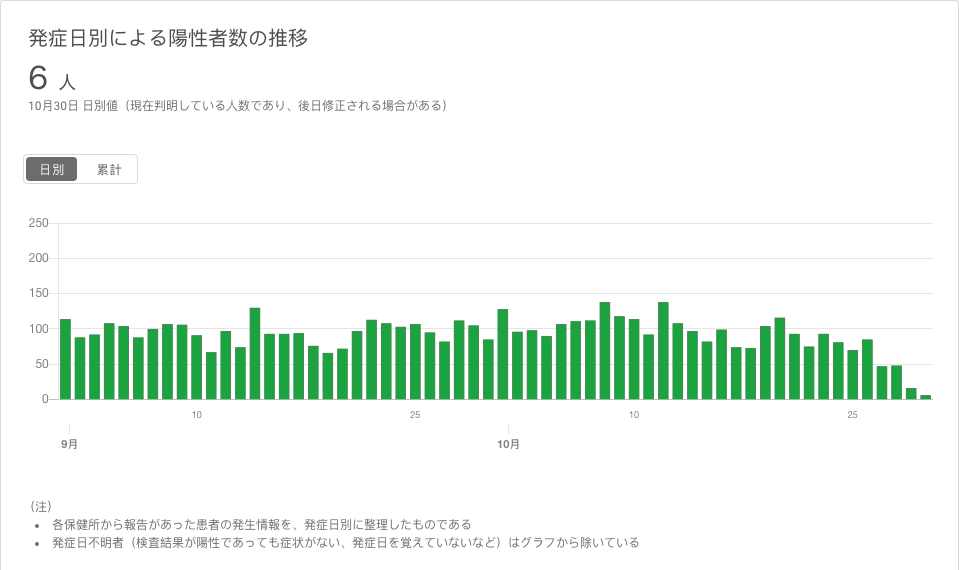 発症日別による陽性者数の推移
6 人
10月30日 日別値（現在判明している人数であり、後日修正される場合がある）
日別 累計
250
200
150
100
50
0
10 25 10 25
9月 10月
（注）
• 各保健所から報告があった患者の発生情報を、発症日別に整理したものである
• 発症日不明者（検査結果が陽性であっても症状がない、発症日を覚えていないなど）はグラフから除いている